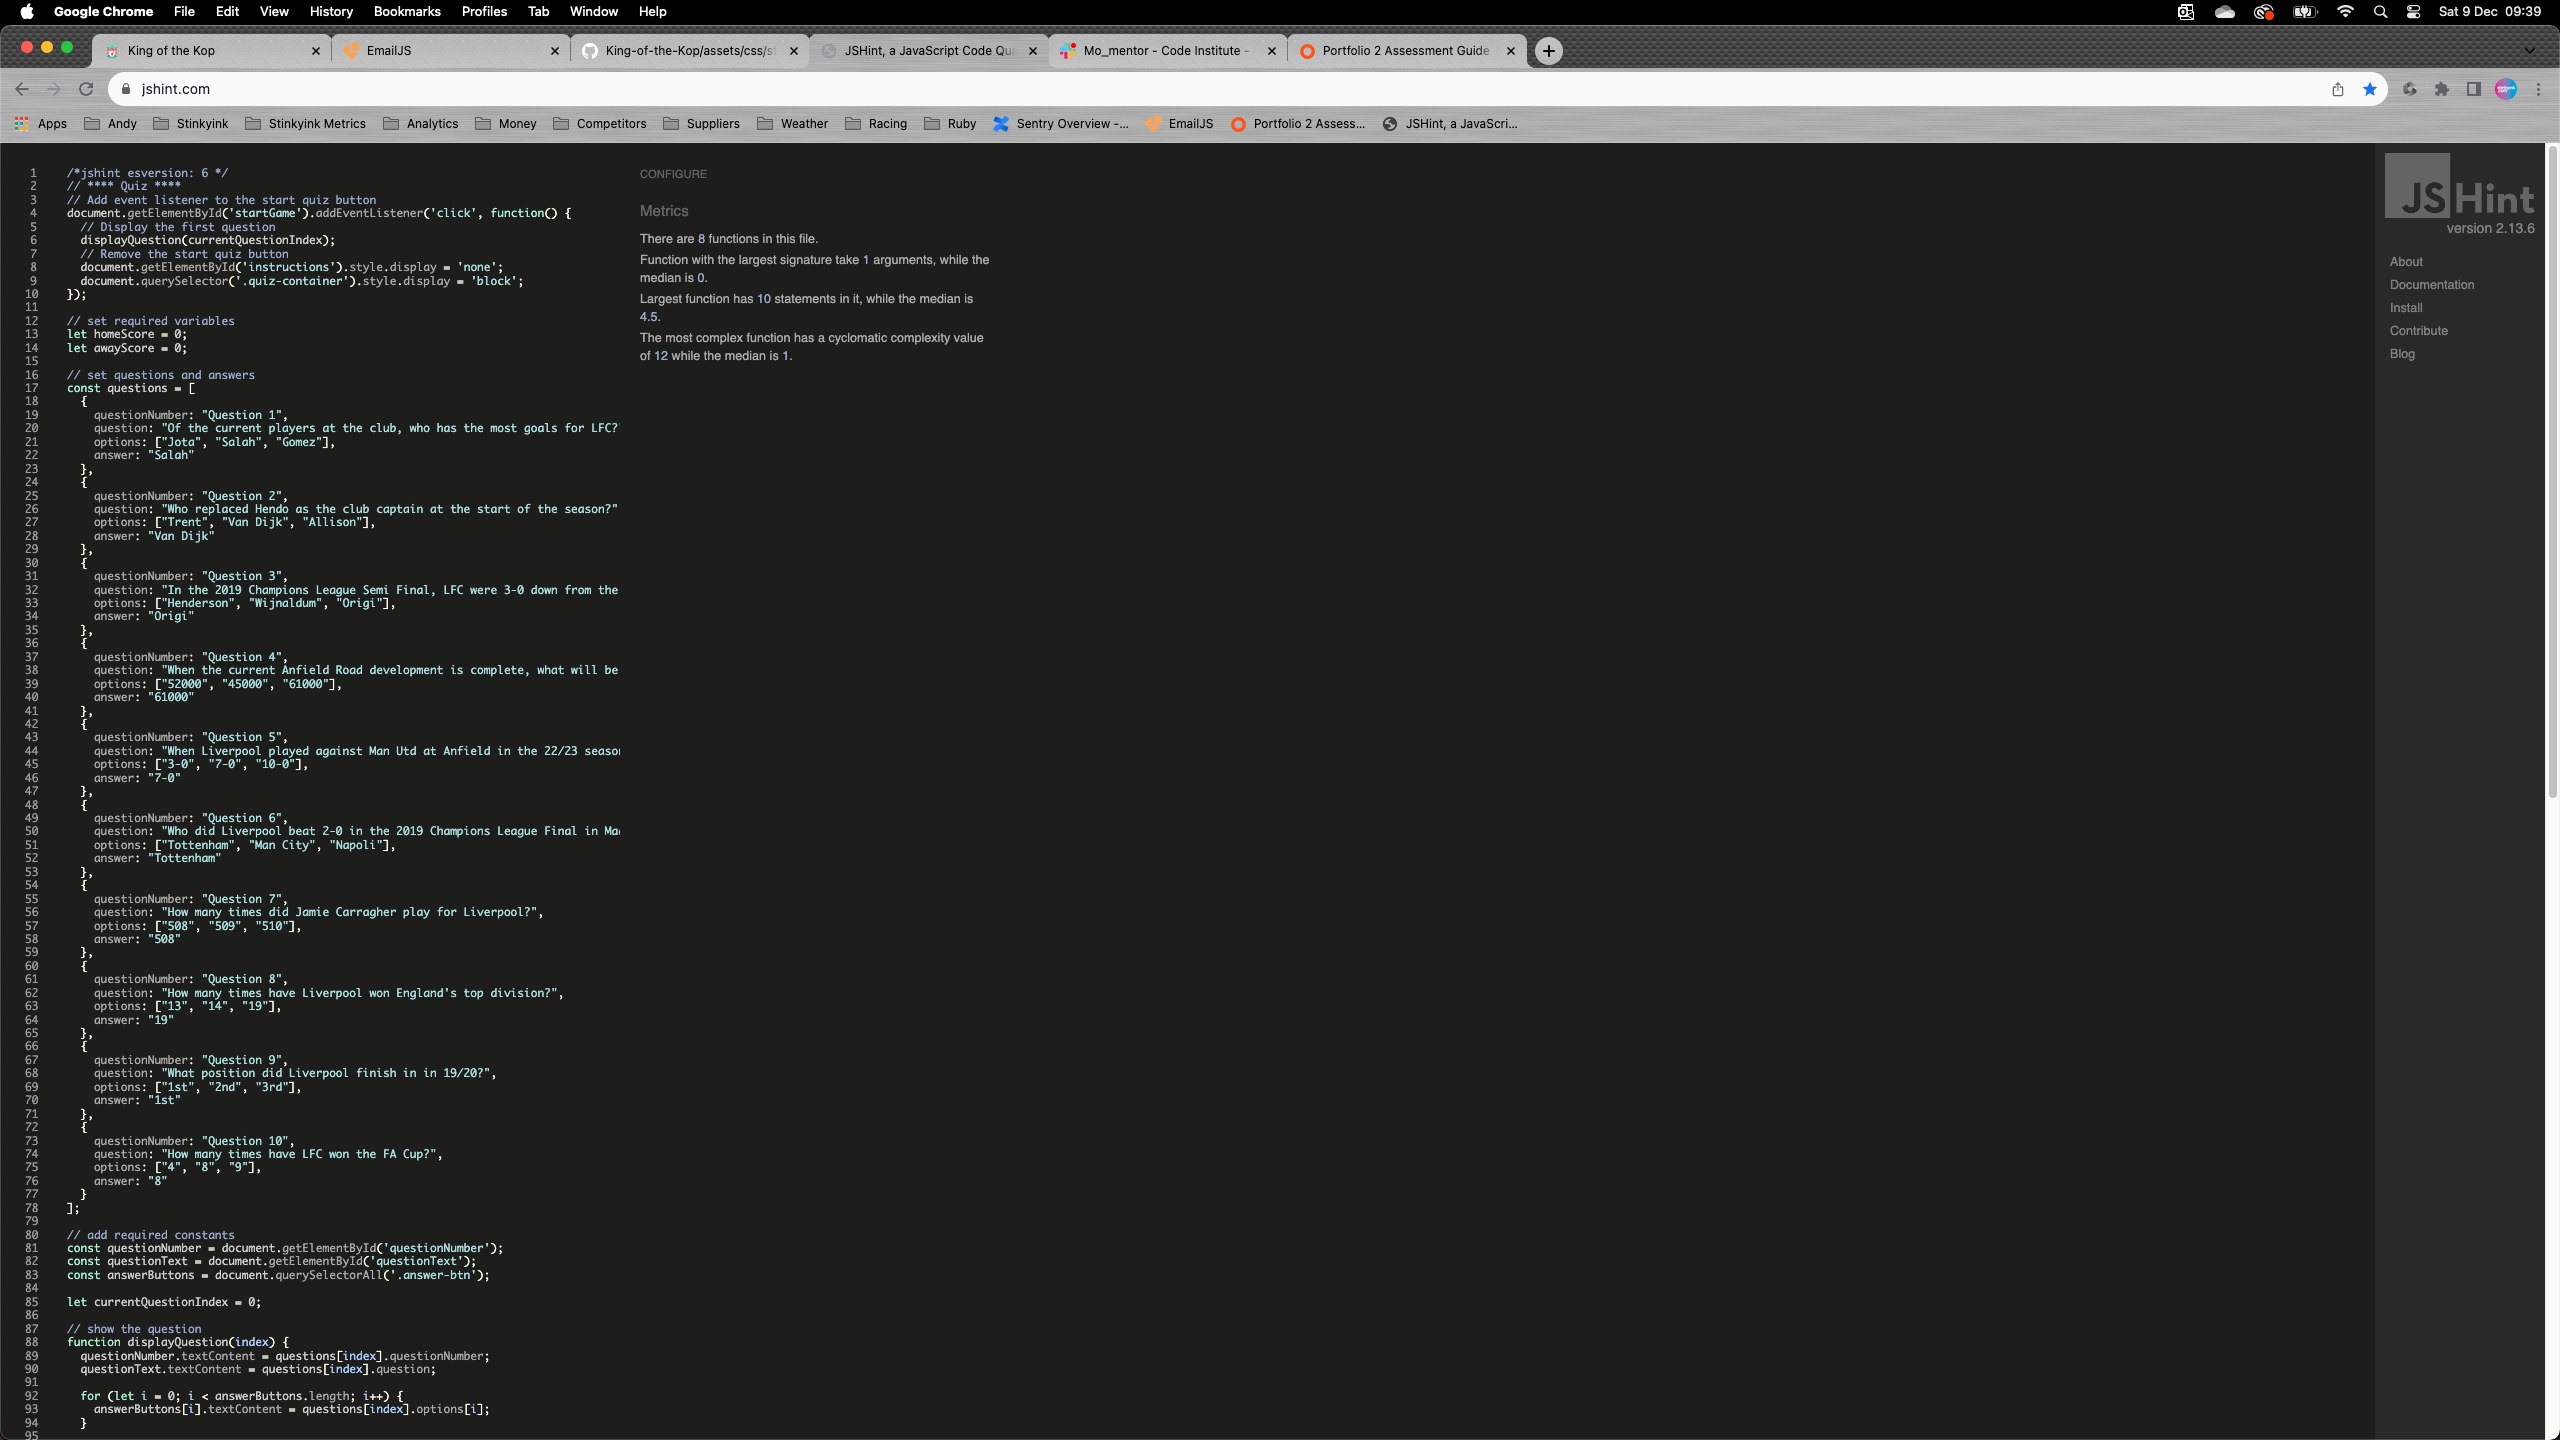 Google Chrome File Edit View History Bookmarks Profiles Tab Window Help Sat 9 Dec 09:39
King of the Kop EmailJS King-of-the-Kop/assets/css/st JSHint, a JavaScript Code Qua Mo_mentor - Code Institute - Portfolio 2 Assessment Guide
jshint.com
Apps Andy Stinkyink Stinkyink Metrics Analytics Money Competitors Suppliers Weather Racing Ruby Sentry Overview -... EmailJS Portfolio 2 Assess... JSHint, a JavaScri...
1 /*jshint esversion: 6 */
2 // **** Quiz ****
3 // Add event listener to the start quiz button
4 document.getElementById('startGame').addEventListener('click', function() {
5 // Display the first question
6 displayQuestion(currentQuestionIndex);
7 // Remove the start quiz button
8 document.getElementById('instructions').style.display = 'none';
9 document.querySelector('.quiz-container').style.display = 'block';
10 });
11
12 // set required variables
13 let homeScore = 0;
14 let awayScore = 0;
15
16 // set questions and answers
17 const questions = [
18 {
19 questionNumber: "Question 1",
20 question: "Of the current players at the club, who has the most goals for LFC?"
21 options: ["Jota", "Salah", "Gomez"],
22 answer: "Salah"
23 },
24 {
25 questionNumber: "Question 2",
26 question: "Who replaced Hendo as the club captain at the start of the season?"
27 options: ["Trent", "Van Dijk", "Allison"],
28 answer: "Van Dijk"
29 },
30 {
31 questionNumber: "Question 3",
32 question: "In the 2019 Champions League Semi Final, LFC were 3-0 down from the
33 options: ["Henderson", "Wijnaldum", "Origi"],
34 answer: "Origi"
35 },
36 {
37 questionNumber: "Question 4",
38 question: "When the current Anfield Road development is complete, what will be
39 options: ["52000", "45000", "61000"],
40 answer: "61000"
41 },
42 {
43 questionNumber: "Question 5",
44 question: "When Liverpool played against Man Utd at Anfield in the 22/23 season
45 options: ["3-0", "7-0", "10-0"],
46 answer: "7-0"
47 },
48 {
49 questionNumber: "Question 6",
50 question: "Who did Liverpool beat 2-0 in the 2019 Champions League Final in Ma
51 options: ["Tottenham", "Man City", "Napoli"],
52 answer: "Tottenham"
53 },
54 {
55 questionNumber: "Question 7",
56 question: "How many times did Jamie Carragher play for Liverpool?",
57 options: ["508", "509", "510"],
58 answer: "508"
59 },
60 {
61 questionNumber: "Question 8",
62 question: "How many times have Liverpool won England's top division?",
63 options: ["13", "14", "19"],
64 answer: "19"
65 },
66 {
67 questionNumber: "Question 9",
68 question: "What position did Liverpool finish in in 19/20?",
69 options: ["1st", "2nd", "3rd"],
70 answer: "1st"
71 },
72 {
73 questionNumber: "Question 10",
74 question: "How many times have LFC won the FA Cup?",
75 options: ["4", "8", "9"],
76 answer: "8"
77 }
78 ];
79
80 // add required constants
81 const questionNumber = document.getElementById('questionNumber');
82 const questionText = document.getElementById('questionText');
83 const answerButtons = document.querySelectorAll('.answer-btn');
84
85 let currentQuestionIndex = 0;
86
87 // show the question
88 function displayQuestion(index) {
89 questionNumber.textContent = questions[index].questionNumber;
90 questionText.textContent = questions[index].question;
91
92 for (let i = 0; i < answerButtons.length; i++) {
93 answerButtons[i].textContent = questions[index].options[i];
94 }
95
CONFIGURE
Metrics
There are 8 functions in this file.
Function with the largest signature take 1 arguments, while the
median is 0.
Largest function has 10 statements in it, while the median is
4.5.
The most complex function has a cyclomatic complexity value
of 12 while the median is 1.
JSHint
version 2.13.6
About
Documentation
Install
Contribute
Blog